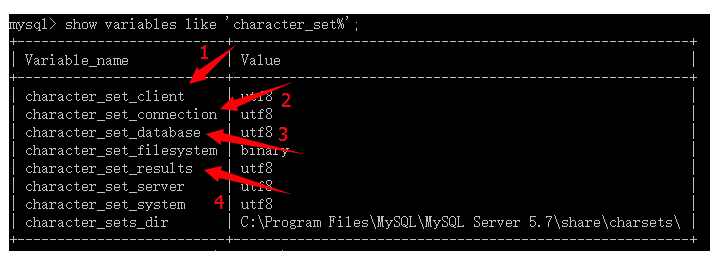 mysql> show variables like 'character_set%';
Variable_name 1 Value
character_set_client utf8
character_set_connection utf8 2
character_set_database utf8 3
character_set_filesystem binary
character_set_results utf8
character_set_server utf8
character_set_system 4 utf8
character_sets_dir C:\Program Files\MySQL\MySQL Server 5.7\share\charsets\